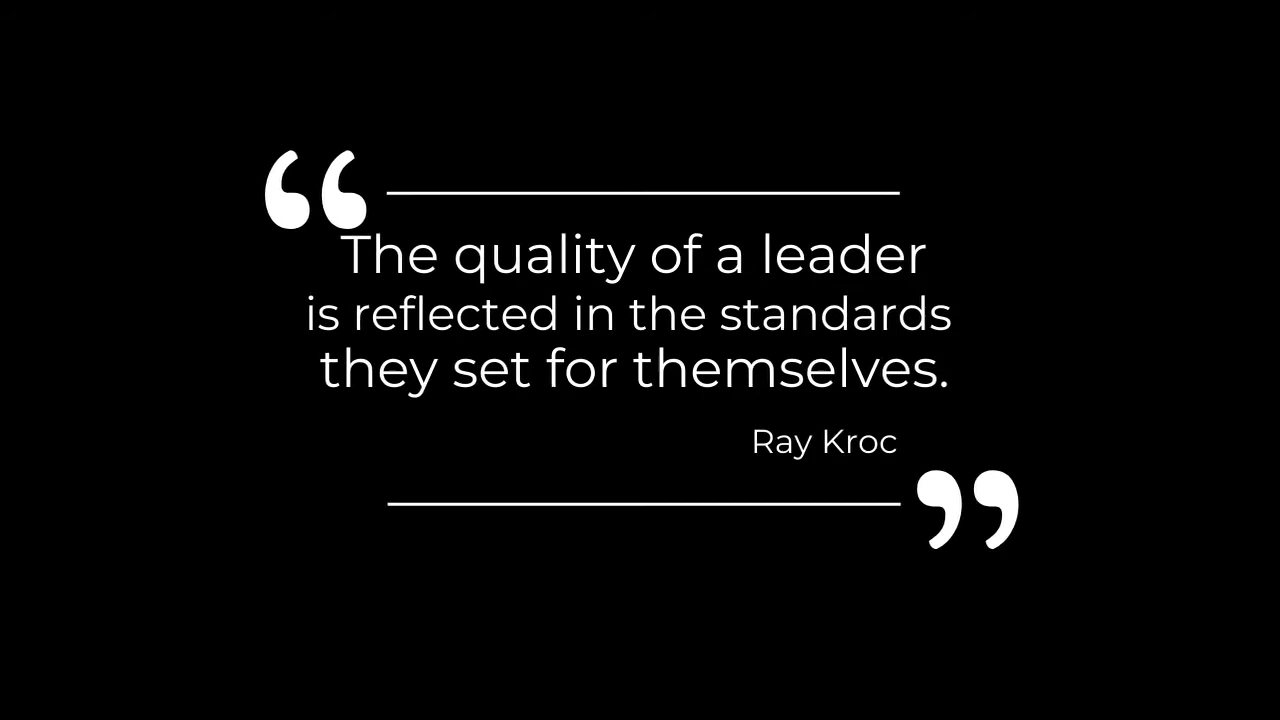 “
The quality of a leader
is reflected in the standards
they set for themselves.
Ray Kroc
”